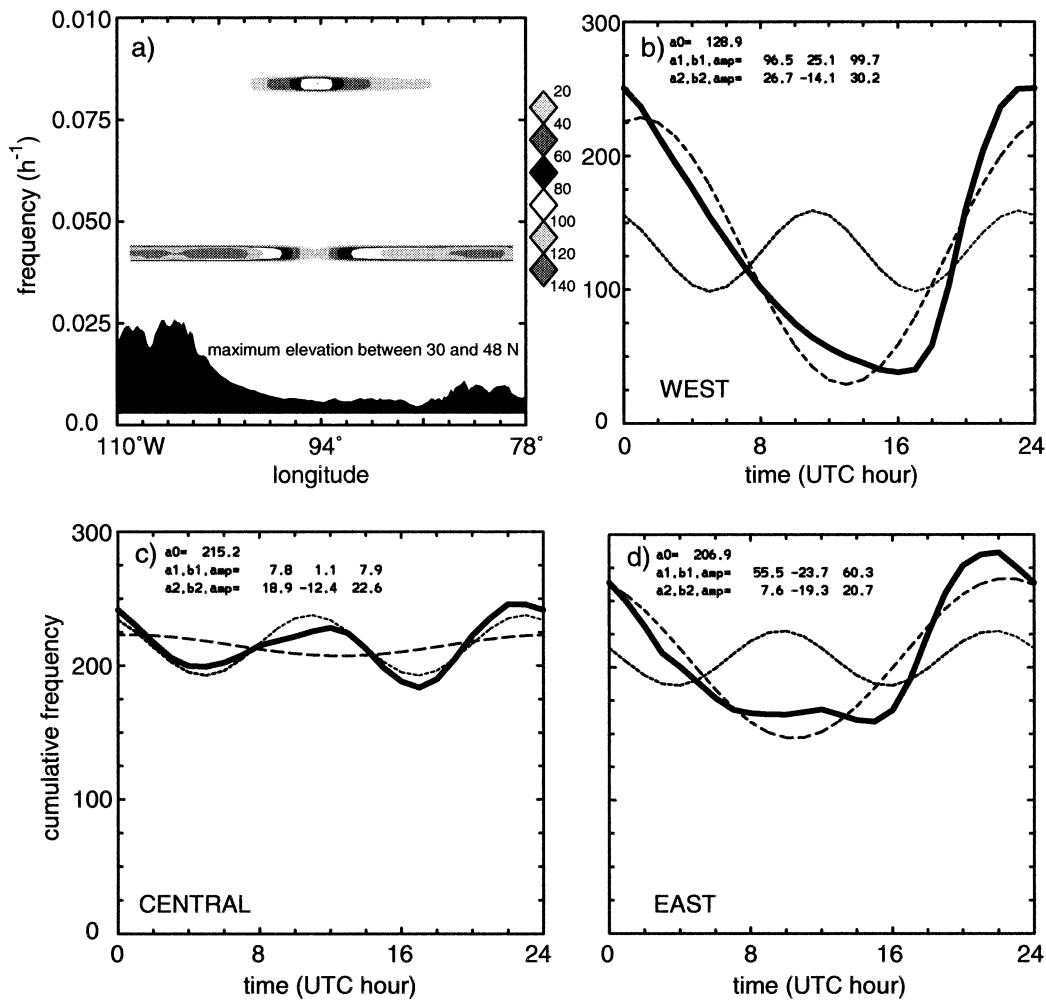 a)
0.010
0.075
0.050
0.025
0.0
frequency (h⁻¹)
20
40
60
80
100
120
140
maximum elevation between 30 and 48 N
110°W
94°
78°
longitude
b)
a0= 128.9
a1,b1,amp= 96.5 25.1 99.7
a2,b2,amp= 26.7 -14.1 30.2
300
200
100
0
WEST
0
8
16
24
time (UTC hour)
c)
a0= 215.2
a1,b1,amp= 7.8 1.1 7.9
a2,b2,amp= 18.9 -12.4 22.6
300
200
100
0
cumulative frequency
CENTRAL
0
8
16
24
time (UTC hour)
d)
a0= 206.9
a1,b1,amp= 55.5 -23.7 60.3
a2,b2,amp= 7.6 -19.3 20.7
EAST
0
8
16
24
time (UTC hour)